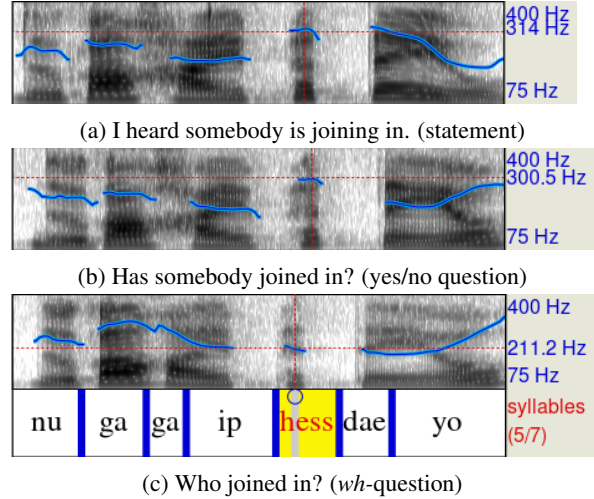 400 Hz
314 Hz
75 Hz
(a) I heard somebody is joining in. (statement)
400 Hz
300.5 Hz
75 Hz
(b) Has somebody joined in? (yes/no question)
400 Hz
211.2 Hz
75 Hz
nu ga ga ip hess dae yo syllables
(5/7)
(c) Who joined in? (wh-question)